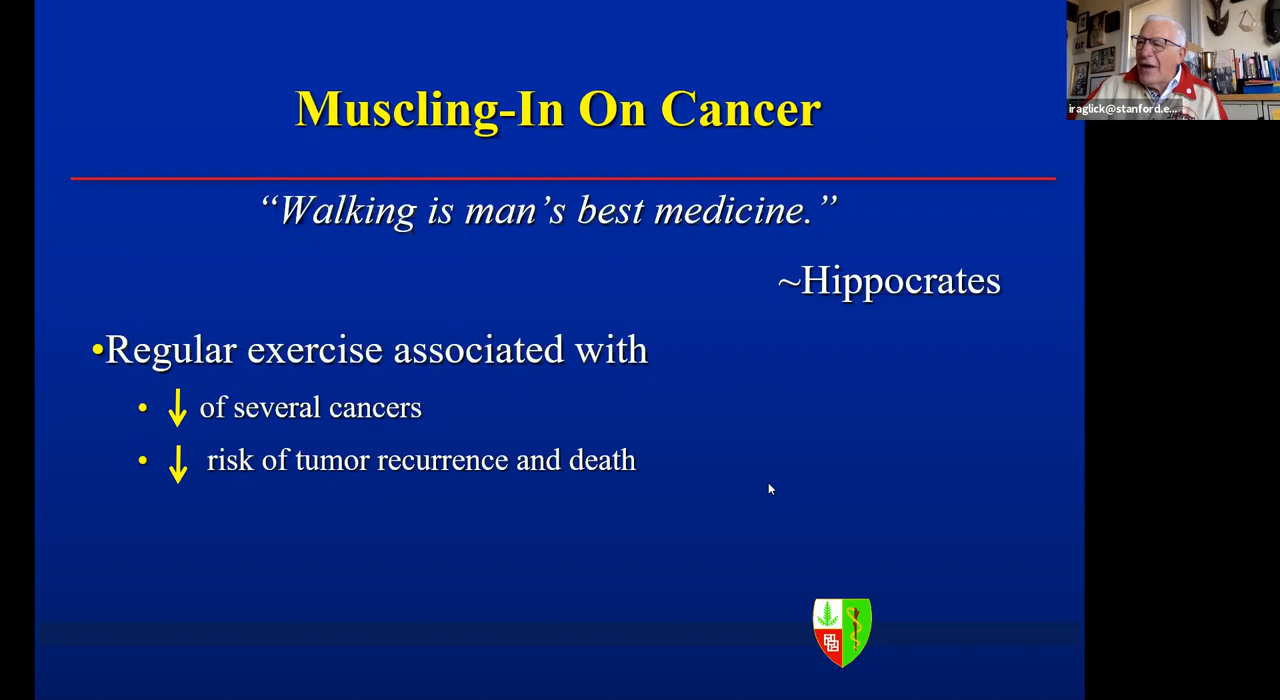 Muscling-In On Cancer
“Walking is man’s best medicine.”
~Hippocrates
•Regular exercise associated with
• ↓ of several cancers
• ↓ risk of tumor recurrence and death
iraglick@stanford.e...